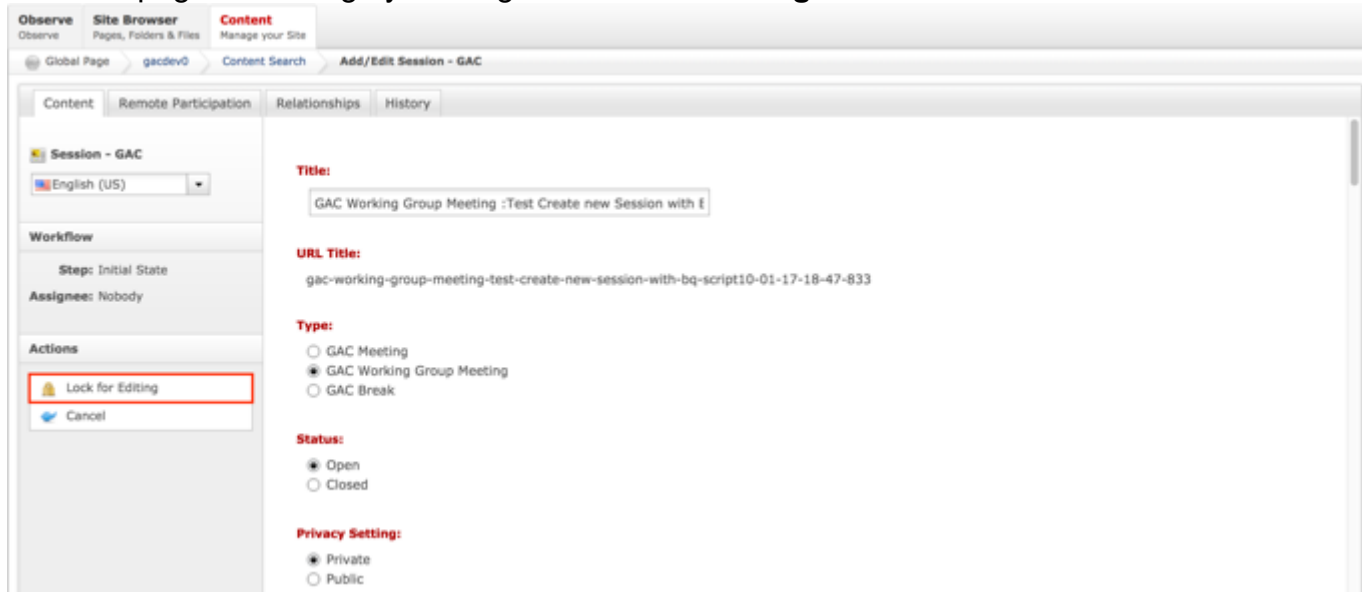 Observe Site Browser Content
Observe Pages, Folders & Files Manage your Site
Global Page gacdev0 Content Search Add/Edit Session - GAC
Content Remote Participation Relationships History
Session - GAC
English (US)
Workflow
Step: Initial State
Assignee: Nobody
Actions
Lock for Editing
Cancel
Title:
GAC Working Group Meeting :Test Create new Session with
URL Title:
gac-working-group-meeting-test-create-new-session-with-bq-script10-01-17-18-47-833
Type:
GAC Meeting
GAC Working Group Meeting
GAC Break
Status:
Open
Closed
Privacy Setting:
Private
Public